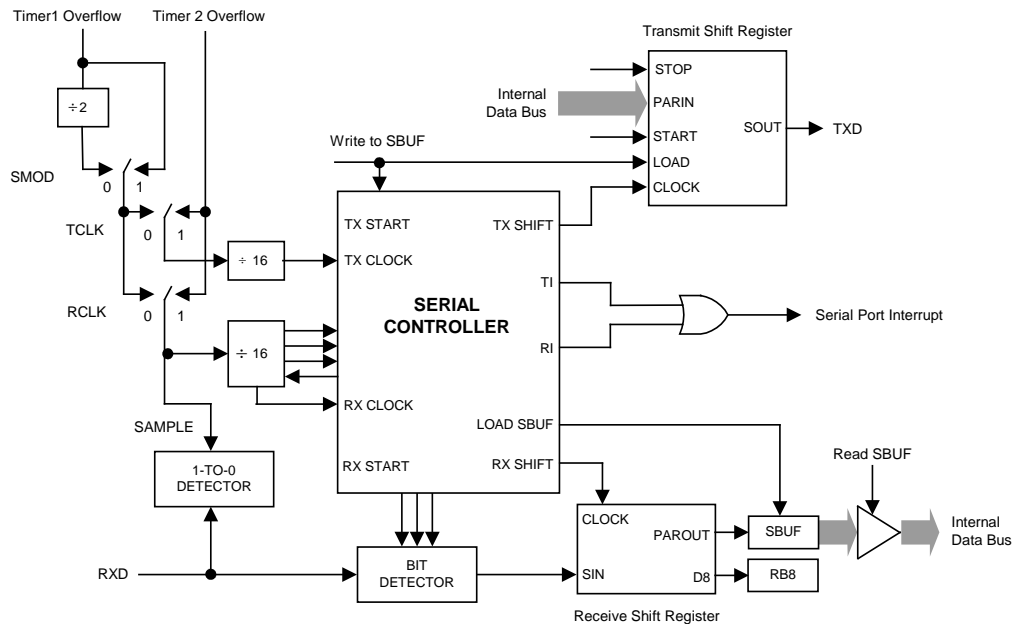 Timer1 Overflow
Timer 2 Overflow
÷2
SMOD
0
1
TCLK
0
1
÷ 16
RCLK
0
1
÷ 16
SAMPLE
1-TO-0
DETECTOR
RXD
Write to SBUF
TX START
TX CLOCK
SERIAL
CONTROLLER
RX CLOCK
RX START
TX SHIFT
TI
RI
LOAD SBUF
RX SHIFT
BIT
DETECTOR
Transmit Shift Register
Internal
Data Bus
STOP
PARIN
START
LOAD
CLOCK
SOUT
TXD
Serial Port Interrupt
CLOCK
PAROUT
SIN
D8
Receive Shift Register
SBUF
RB8
Read SBUF
Internal
Data Bus